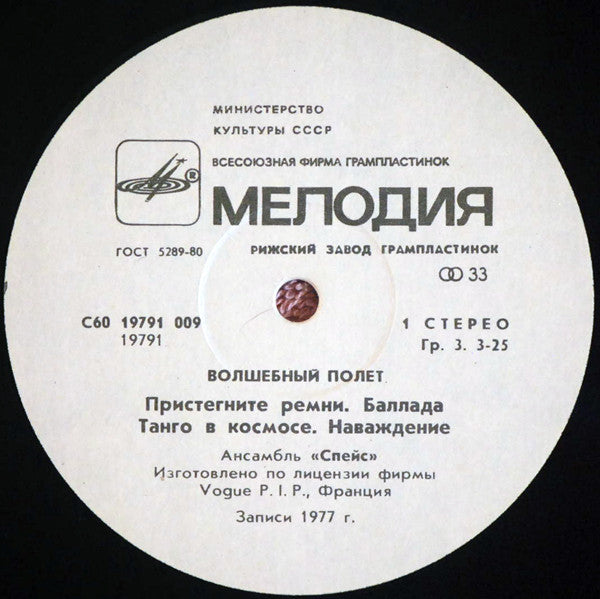 МИНИСТЕРСТВО
КУЛЬТУРЫ СССР
ВСЕСОЮЗНАЯ ФИРМА ГРАМПЛАСТИНОК
®
МЕЛОДИЯ
ГОСТ 5289-80 РИЖСКИЙ ЗАВОД ГРАМПЛАСТИНОК
33
С60 19791 009 1 СТЕРЕО
19791 Гр. 3. 3-25
ВОЛШЕБНЫЙ ПОЛЕТ
Пристегните ремни. Баллада
Танго в космосе. Наваждение
Ансамбль «Спейс»
Изготовлено по лицензии фирмы
Vogue P. I. P., Франция
Записи 1977 г.